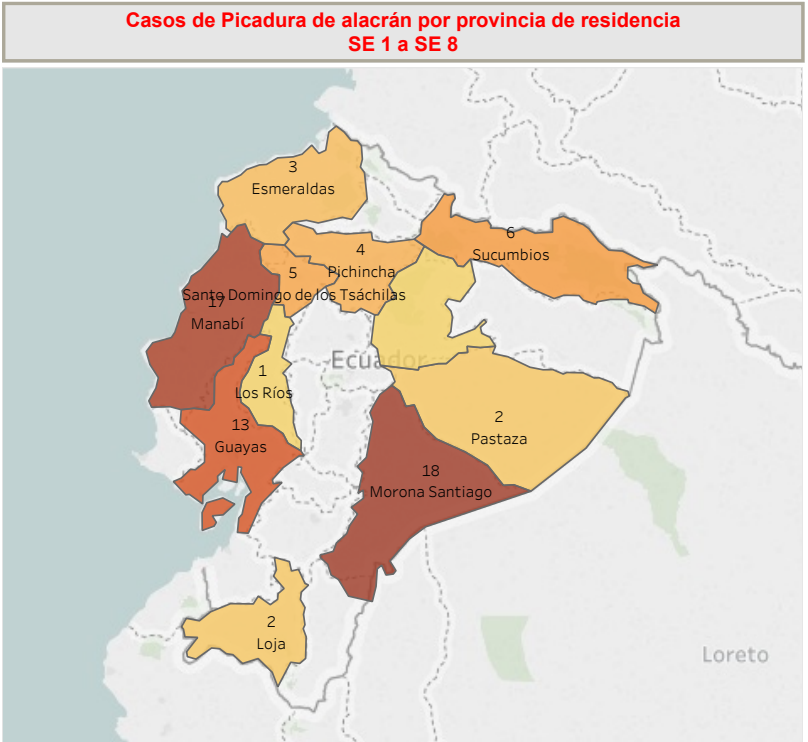 Casos de Picadura de alacrán por provincia de residencia
SE 1 a SE 8
3
Esmeraldas
4
Pichincha
6
Sucumbios
5
Santo Domingo de los Tsáchilas
17
Manabí
Ecuador
1
Los Ríos
13
Guayas
2
Pastaza
18
Morona Santiago
2
Loja
Loreto